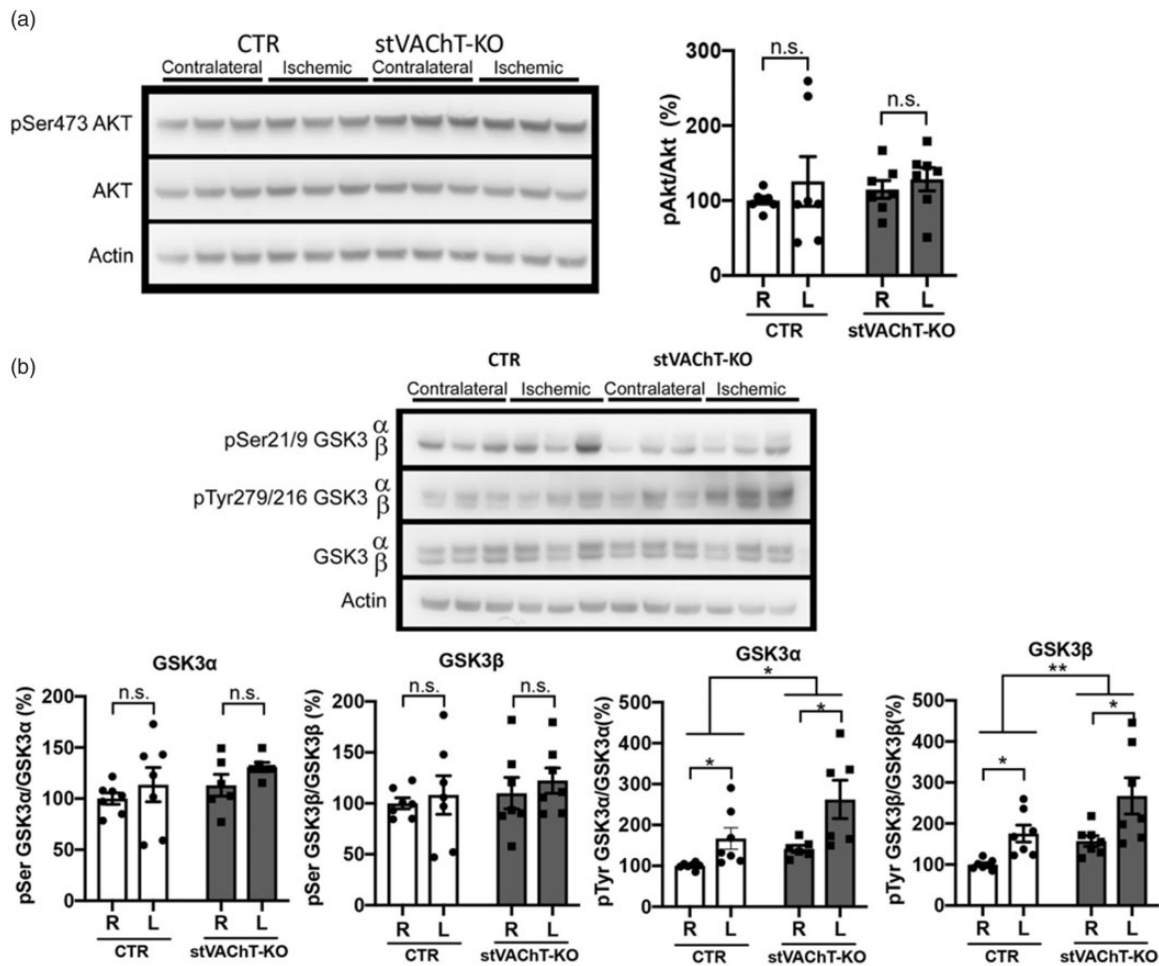 (a)
CTR stVAChT-KO
Contralateral Ischemic Contralateral Ischemic
pSer473 AKT
AKT
Actin
pAkt/Akt (%)
300
200
100
0
n.s. n.s.
R L R L
CTR stVAChT-KO
(b)
CTR stVAChT-KO
Contralateral Ischemic Contralateral Ischemic
pSer21/9 GSK3 α β
pTyr279/216 GSK3 α β
GSK3 α β
Actin
GSK3α
pSer GSK3α/GSK3α (%)
200
150
100
50
0
n.s. n.s.
R L R L
CTR stVAChT-KO
GSK3β
pSer GSK3β/GSK3β (%)
200
150
100
50
0
n.s. n.s.
R L R L
CTR stVAChT-KO
GSK3α
pTyr GSK3α/GSK3α(%)
500
400
300
200
100
0
*
* *
R L R L
CTR stVAChT-KO
GSK3β
pTyr GSK3β/GSK3β(%)
500
400
300
200
100
0
**
* *
R L R L
CTR stVAChT-KO